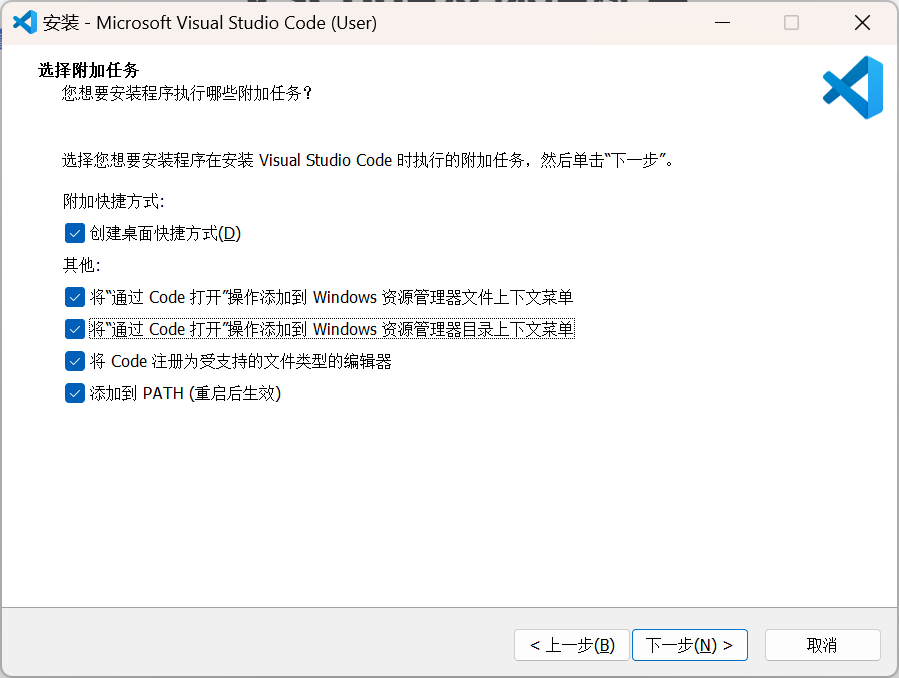 安装 - Microsoft Visual Studio Code (User)
选择附加任务
您想要安装程序执行哪些附加任务？
选择您想要安装程序在安装 Visual Studio Code 时执行的附加任务，然后单击“下一步”。
附加快捷方式:
创建桌面快捷方式(D)
其他:
将“通过 Code 打开”操作添加到 Windows 资源管理器文件上下文菜单
将“通过 Code 打开”操作添加到 Windows 资源管理器目录上下文菜单
将 Code 注册为受支持的文件类型的编辑器
添加到 PATH (重启后生效)
< 上一步(B) 下一步(N) > 取消